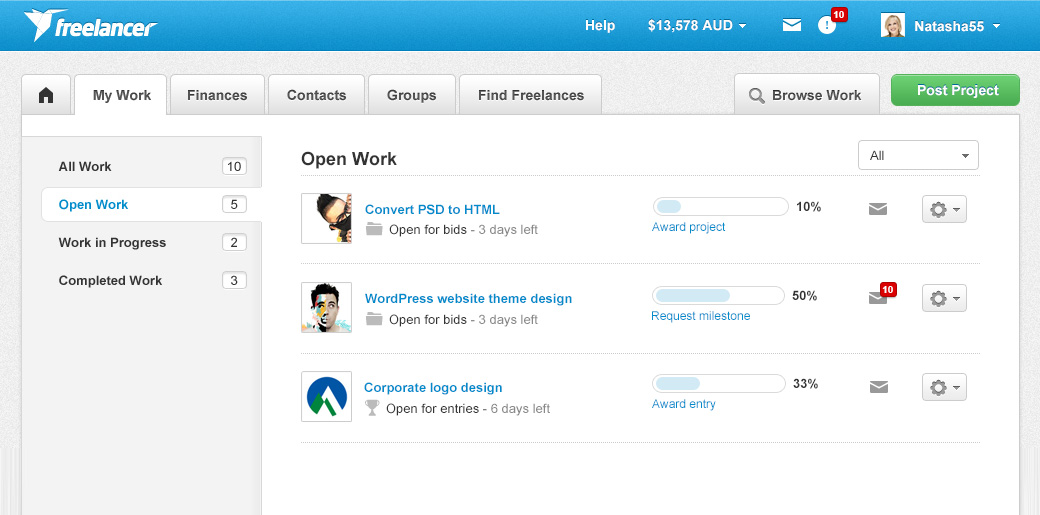 freelancer
Help
$13,578 AUD
10
Natasha55
My Work
Finances
Contacts
Groups
Find Freelances
Browse Work
Post Project
All Work 10
Open Work 5
Work in Progress 2
Completed Work 3
Open Work
All
Convert PSD to HTML
Open for bids - 3 days left
10%
Award project
WordPress website theme design
Open for bids - 3 days left
50%
Request milestone
10
Corporate logo design
Open for entries - 6 days left
33%
Award entry